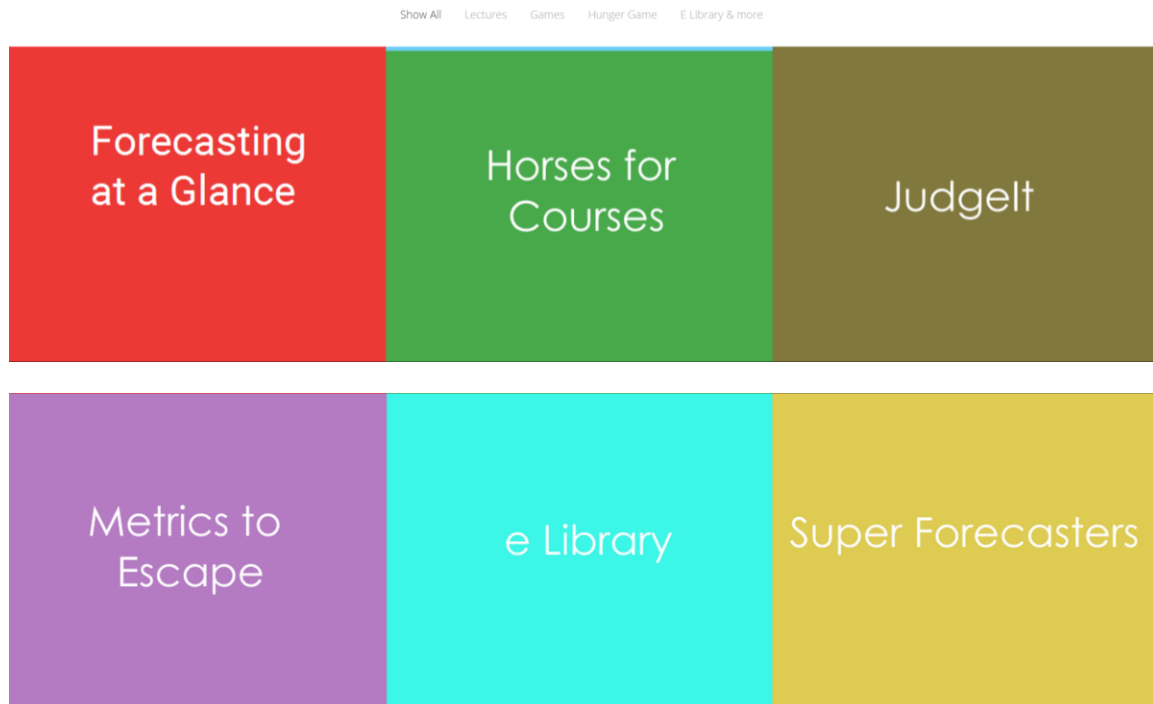 Show All Lectures Games Hunger Game E Library & more
Forecasting
at a Glance
Horses for
Courses
JudgeIt
Metrics to
Escape
e Library
Super Forecasters